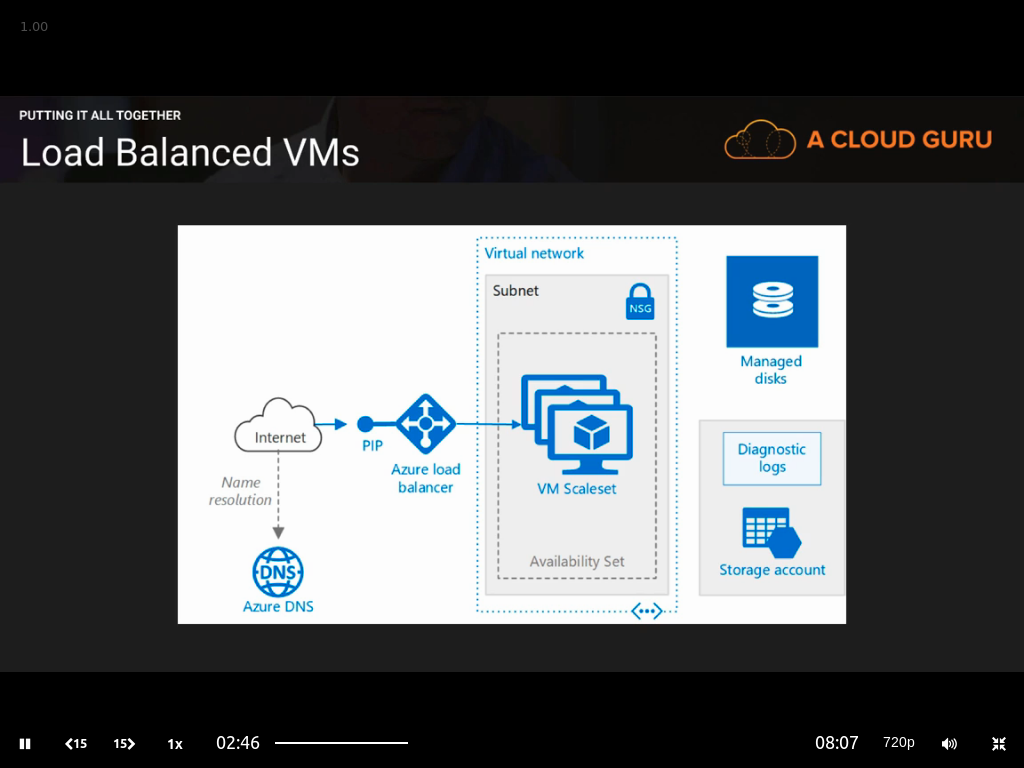 1.00
PUTTING IT ALL TOGETHER
Load Balanced VMs
A CLOUD GURU
Virtual network
Subnet
NSG
Managed
disks
Internet
PIP
Azure load
balancer
VM Scaleset
Diagnostic
logs
Name
resolution
Availability Set
Storage account
DNS
Azure DNS
15
15
1x
02:46
08:07
720p